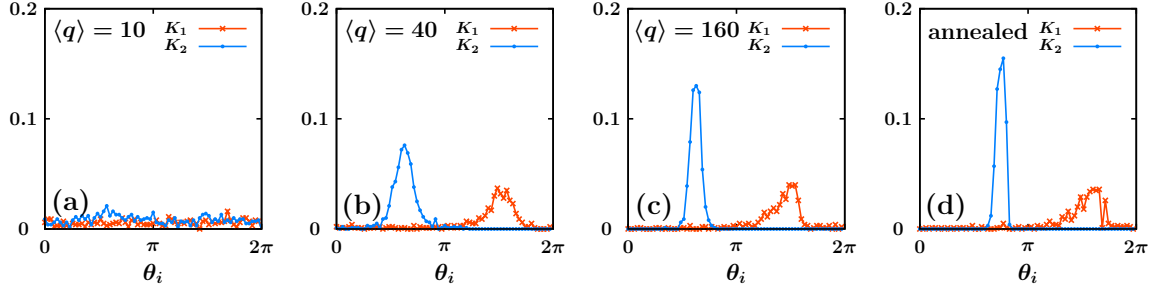 0.2
0.1
0
⟨q⟩ = 10
K₁
K₂
(a)
0
π
2π
θᵢ
0.2
0.1
0
⟨q⟩ = 40
K₁
K₂
(b)
0
π
2π
θᵢ
0.2
0.1
0
⟨q⟩ = 160
K₁
K₂
(c)
0
π
2π
θᵢ
0.2
0.1
0
annealed
K₁
K₂
(d)
0
π
2π
θᵢ